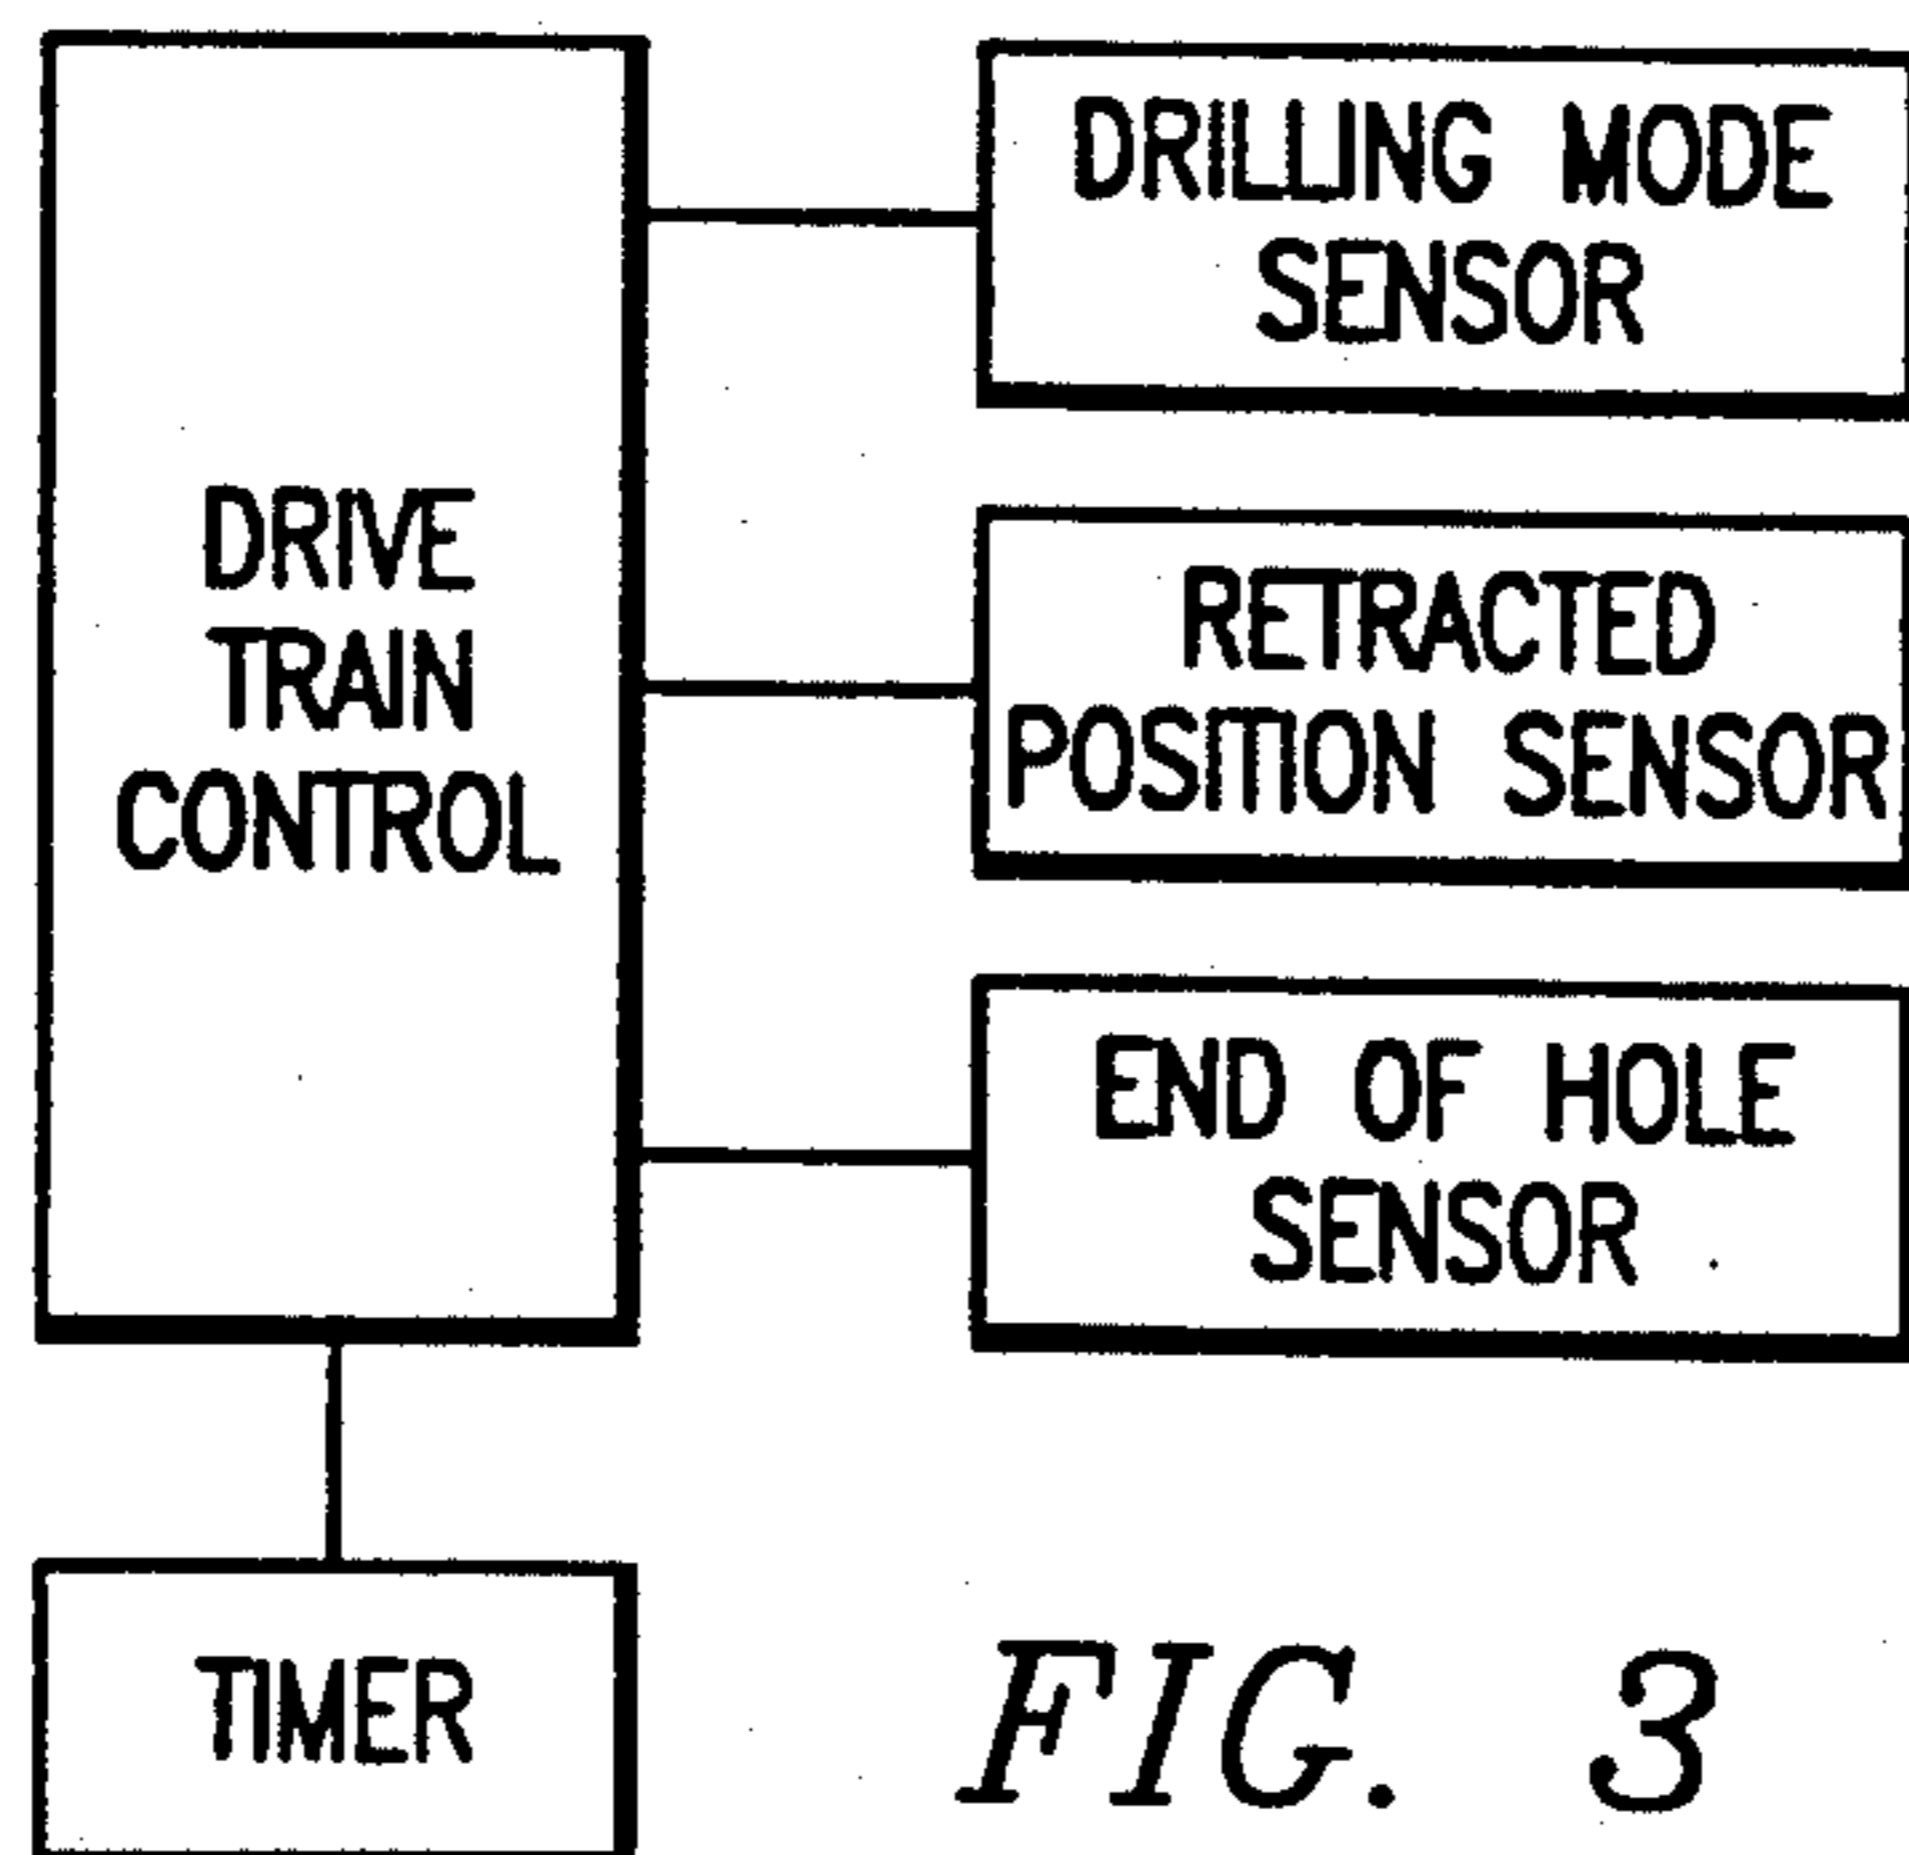 DRIVE
TRAIN
CONTROL
DRILLING MODE
SENSOR
RETRACTED
POSITION SENSOR
END OF HOLE
SENSOR
TIMER
FIG. 3